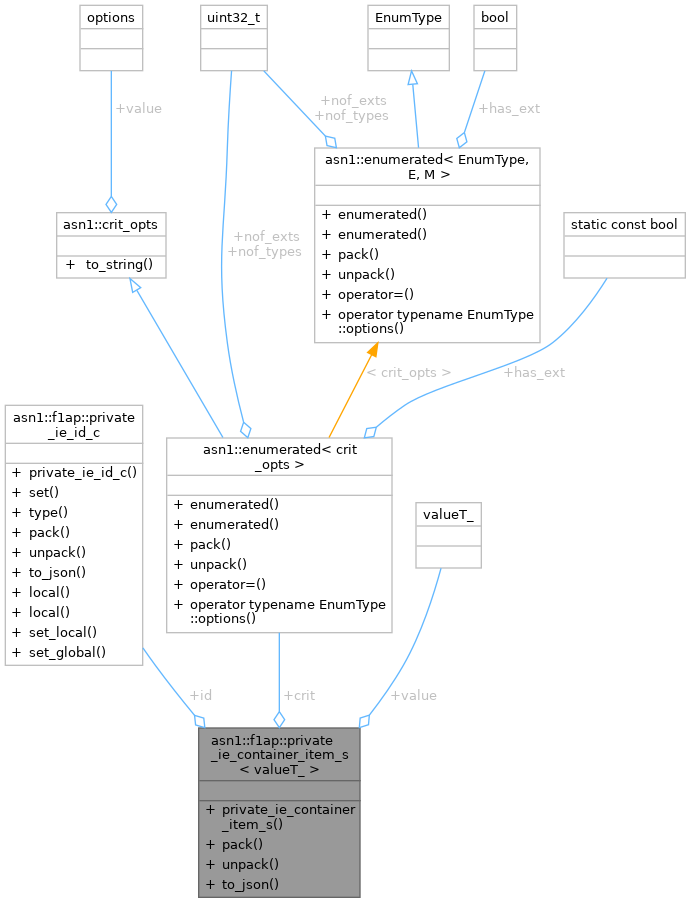 options
uint32_t
EnumType
bool
+value
+nof_exts
+nof_types
+has_ext
asn1::enumerated< EnumType,
E, M >
+ enumerated()
+ enumerated()
+ pack()
+ unpack()
+ operator=()
+ operator typename EnumType
::options()
asn1::crit_opts
+ to_string()
+nof_exts
+nof_types
static const bool
< crit_opts >
+has_ext
asn1::f1ap::private
_ie_id_c
+ private_ie_id_c()
+ set()
+ type()
+ pack()
+ unpack()
+ to_json()
+ local()
+ local()
+ set_local()
+ set_global()
asn1::enumerated< crit
_opts >
+ enumerated()
+ enumerated()
+ pack()
+ unpack()
+ operator=()
+ operator typename EnumType
::options()
valueT_
+id
+crit
+value
asn1::f1ap::private
_ie_container_item_s
< valueT_ >
+ private_ie_container
_item_s()
+ pack()
+ unpack()
+ to_json()